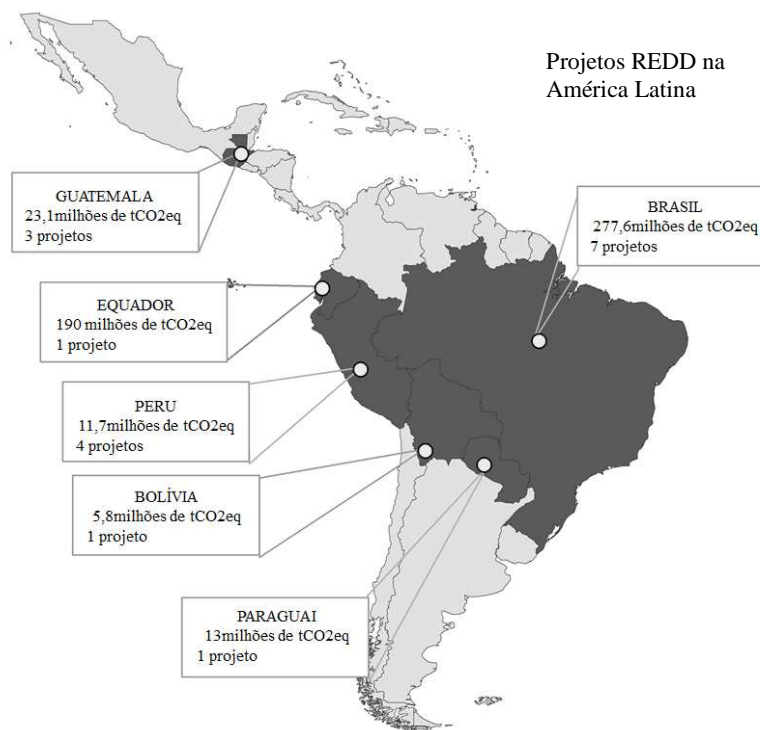 Projetos REDD na
América Latina
GUATEMALA
23,1milhões de tCO2eq
3 projetos
BRASIL
277,6milhões de tCO2eq
7 projetos
EQUADOR
190 milhões de tCO2eq
1 projeto
PERU
11,7milhões de tCO2eq
4 projetos
BOLÍVIA
5,8milhões de tCO2eq
1 projeto
PARAGUAI
13milhões de tCO2eq
1 projeto